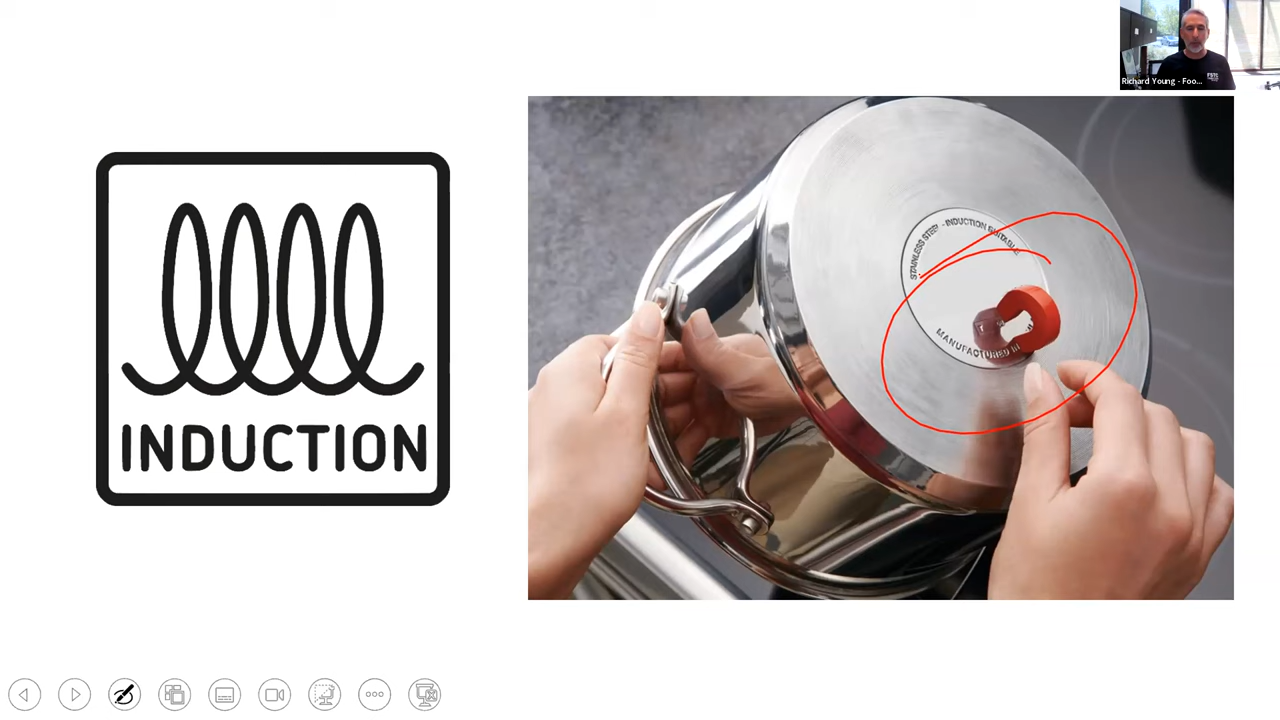 Richard Young - Foo...
STAINLESS STEEL - INDUCTION SUITABLE
MANUFACTURED IN
INDUCTION